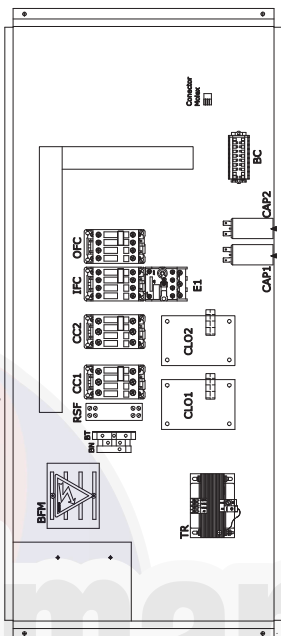 Conector
Molex
BC
CAP2
CAP1
OFC
IFC
E1
CC2
CLO2
CC1
CLO1
RSF
BT
BN
BFM
TR